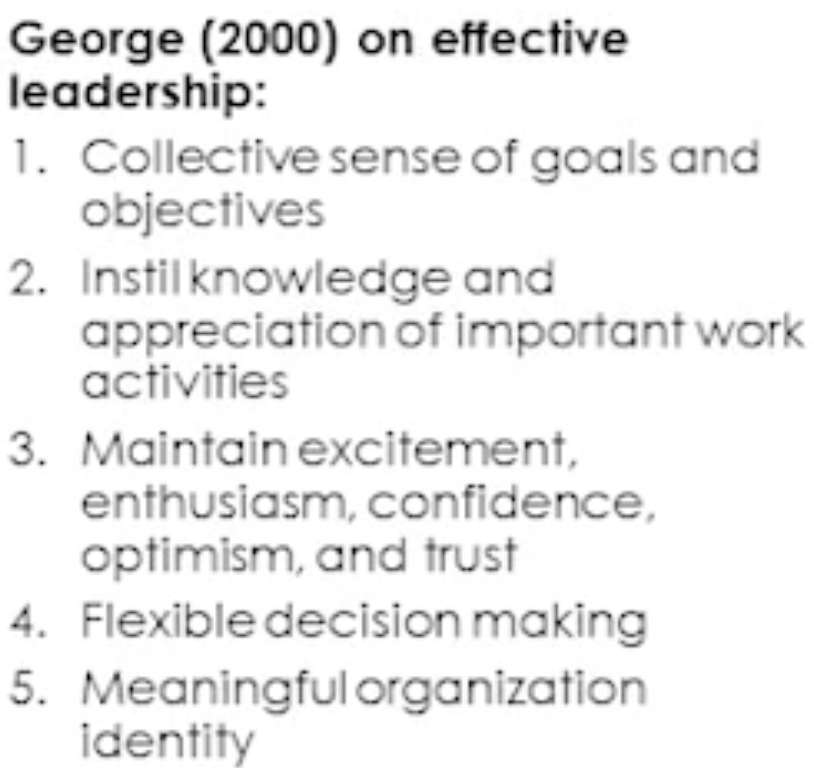 George (2000) on effective
leadership:
1. Collective sense of goals and
objectives
2. Instil knowledge and
appreciation of important work
activities
3. Maintain excitement,
enthusiasm, confidence,
optimism, and trust
4. Flexible decision making
5. Meaningful organization
identity